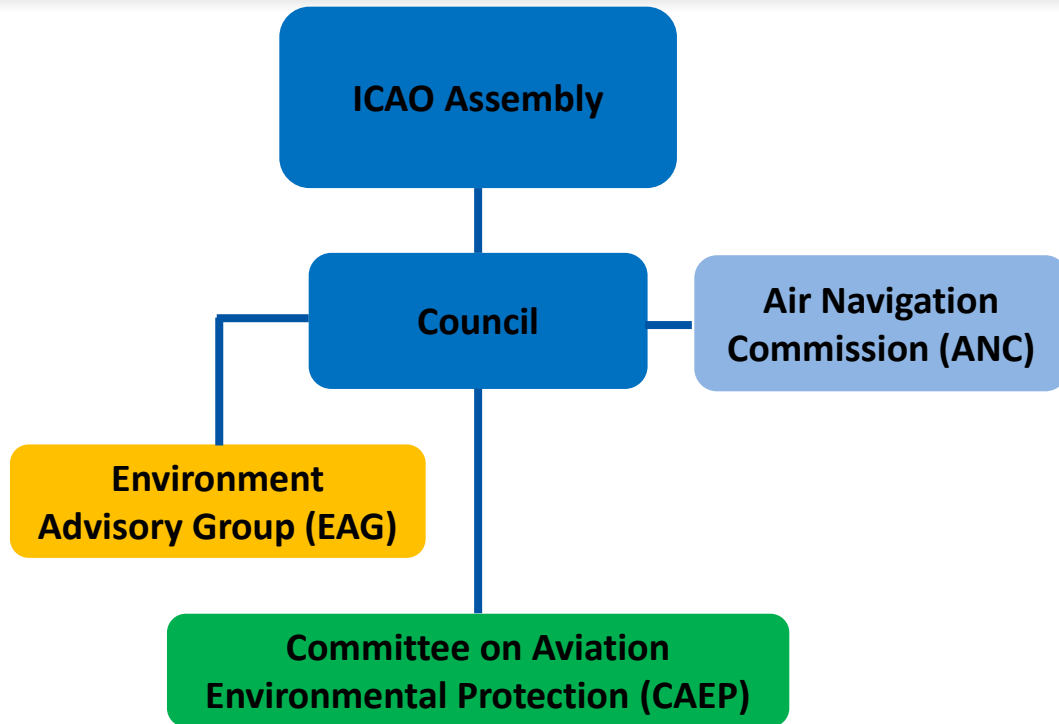 ICAO Assembly
Council
Air Navigation
Commission (ANC)
Environment
Advisory Group (EAG)
Committee on Aviation
Environmental Protection (CAEP)